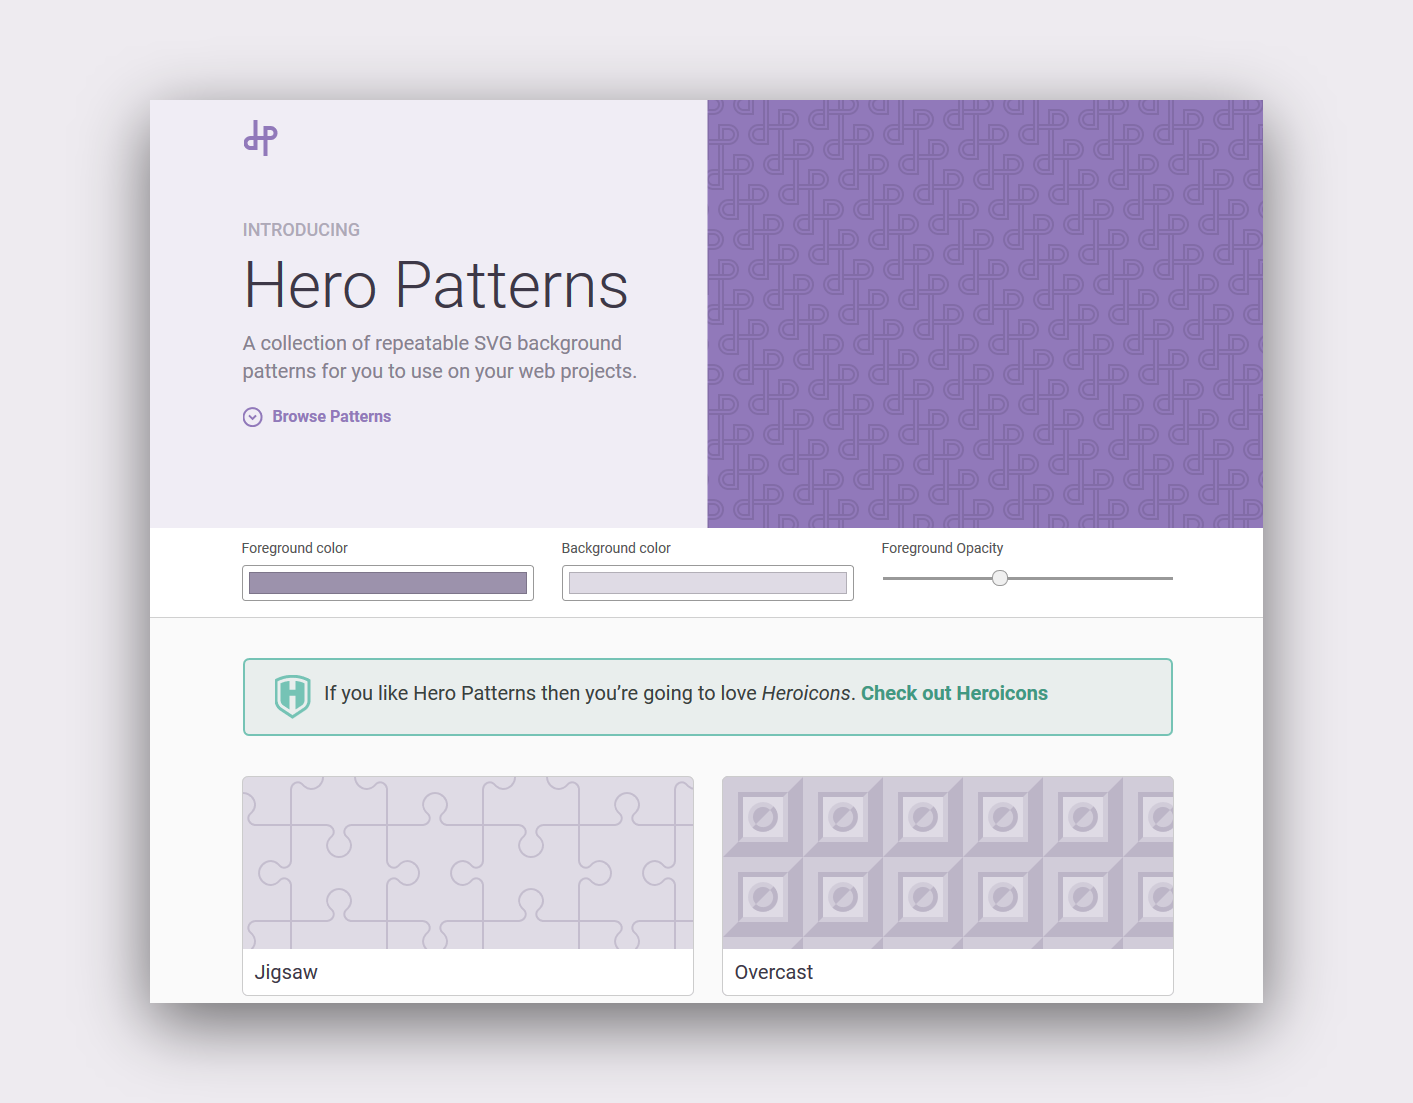 INTRODUCING
Hero Patterns
A collection of repeatable SVG background
patterns for you to use on your web projects.
Browse Patterns
Foreground color
Background color
Foreground Opacity
If you like Hero Patterns then you’re going to love Heroicons. Check out Heroicons
Jigsaw
Overcast